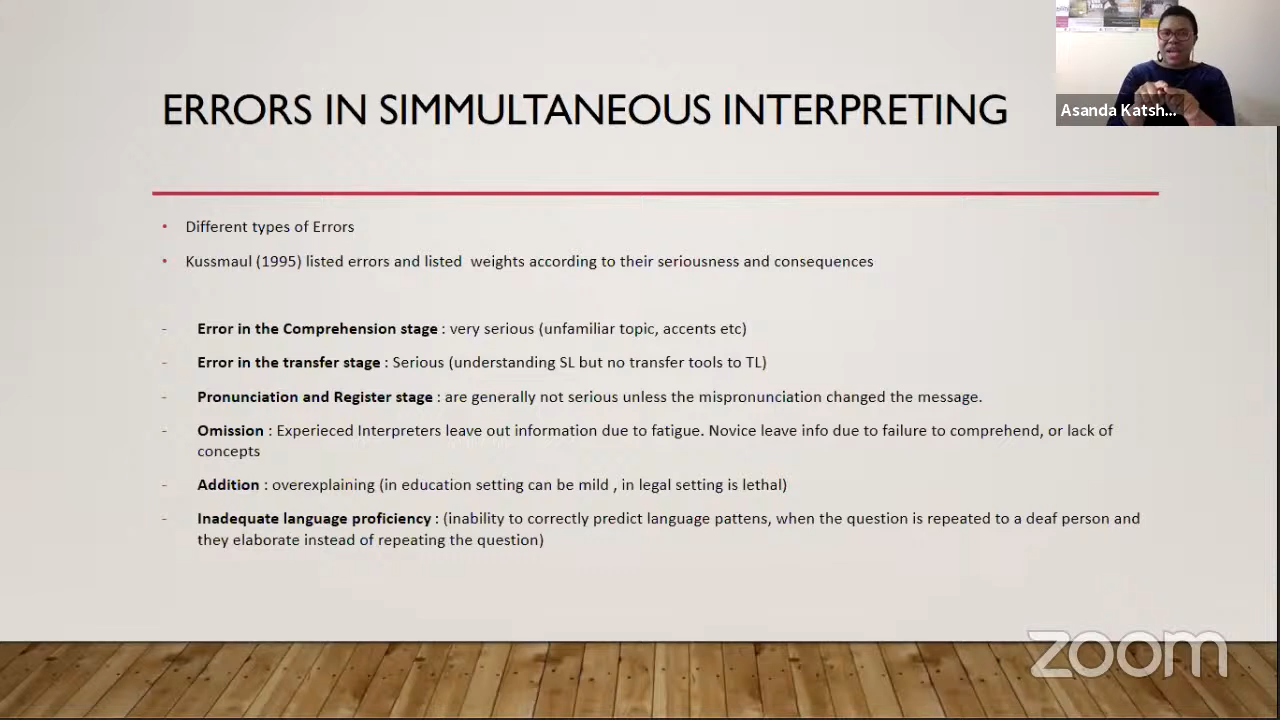 ERRORS IN SIMMULTANEOUS INTERPRETING
Asanda Katsh...
• Different types of Errors
• Kussmaul (1995) listed errors and listed weights according to their seriousness and consequences
- Error in the Comprehension stage : very serious (unfamiliar topic, accents etc)
- Error in the transfer stage : Serious (understanding SL but no transfer tools to TL)
- Pronunciation and Register stage : are generally not serious unless the mispronunciation changed the message.
- Omission : Experieced Interpreters leave out information due to fatigue. Novice leave info due to failure to comprehend, or lack of
concepts
- Addition : overexplaining (in education setting can be mild , in legal setting is lethal)
- Inadequate language proficiency : (inability to correctly predict language pattens, when the question is repeated to a deaf person and
they elaborate instead of repeating the question)
zoom